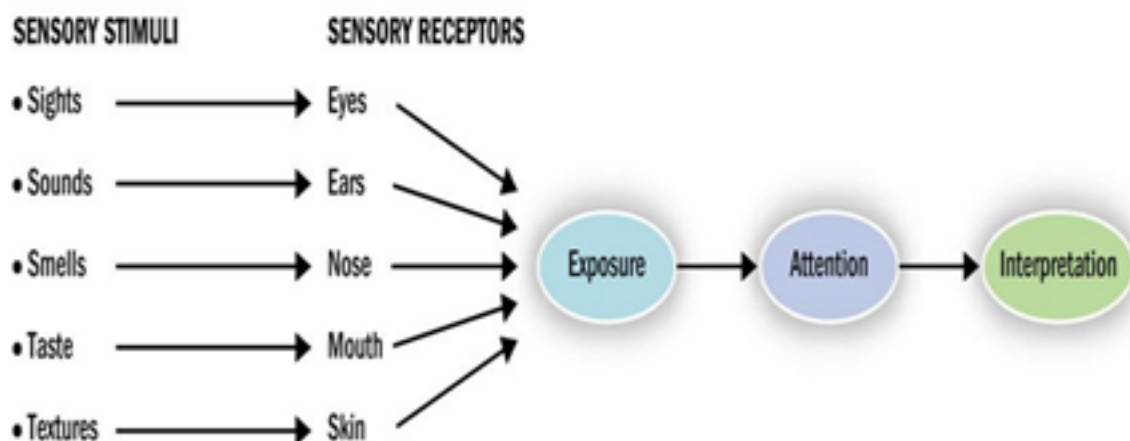 SENSORY STIMULI SENSORY RECEPTORS
• Sights Eyes
• Sounds Ears
• Smells Nose Exposure Attention Interpretation
• Taste Mouth
• Textures Skin